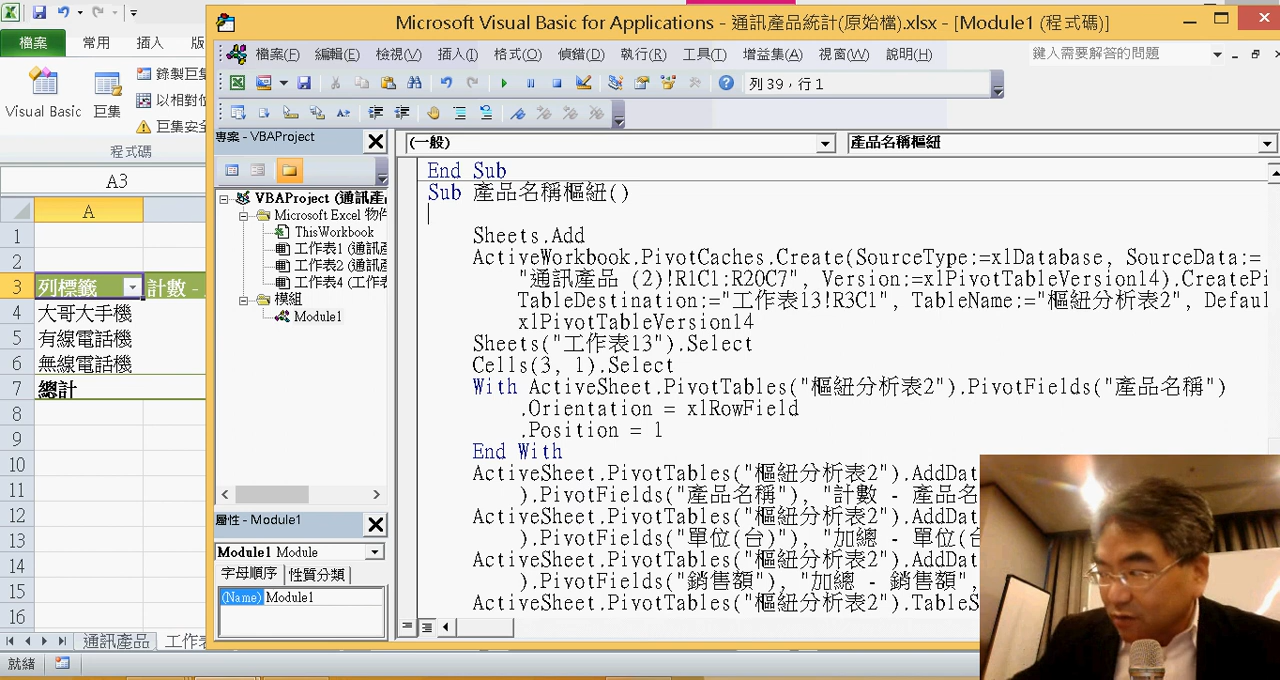 Microsoft Visual Basic for Applications - 通訊產品統計(原始檔).xlsx - [Module1 (程式碼)]
檔案 常用 插入 版
檔案(F) 編輯(E) 檢視(V) 插入(I) 格式(O) 偵錯(D) 執行(R) 工具(T) 增益集(A) 視窗(W) 說明(H) 鍵入需要解答的問題
Visual Basic
巨集
錄製巨集
以相對位
巨集安全
程式碼
列 39，行 1
專案 - VBAProject
(一般)
產品名稱樞紐
A3
A
1
2
3 列標籤 計數 -
4 大哥大手機
5 有線電話機
6 無線電話機
7 總計
8
9
10
11
12
13
14
15
16
通訊產品
就緒
VBAProject (通訊產
Microsoft Excel 物件
ThisWorkbook
工作表1 (通訊產
工作表2 (通訊產
工作表4 (工作表
模組
Module1
屬性 - Module1
Module1 Module
字母順序 性質分類
(Name) Module1
End Sub
Sub 產品名稱樞紐()
Sheets.Add
ActiveWorkbook.PivotCaches.Create(SourceType:=xlDatabase, SourceData:=
"通訊產品 (2)!R1C1:R20C7", Version:=xlPivotTableVersion14).CreatePi
TableDestination:="工作表13!R3C1", TableName:="樞紐分析表2", Defaul
xlPivotTableVersion14
Sheets("工作表13").Select
Cells(3, 1).Select
With ActiveSheet.PivotTables("樞紐分析表2").PivotFields("產品名稱")
.Orientation = xlRowField
.Position = 1
End With
ActiveSheet.PivotTables("樞紐分析表2").AddDat
).PivotFields("產品名稱"), "計數 - 產品名
ActiveSheet.PivotTables("樞紐分析表2").AddDat
).PivotFields("單位(台)"), "加總 - 單位(台
ActiveSheet.PivotTables("樞紐分析表2").AddDat
).PivotFields("銷售額"), "加總 - 銷售額",
ActiveSheet.PivotTables("樞紐分析表2").TableS